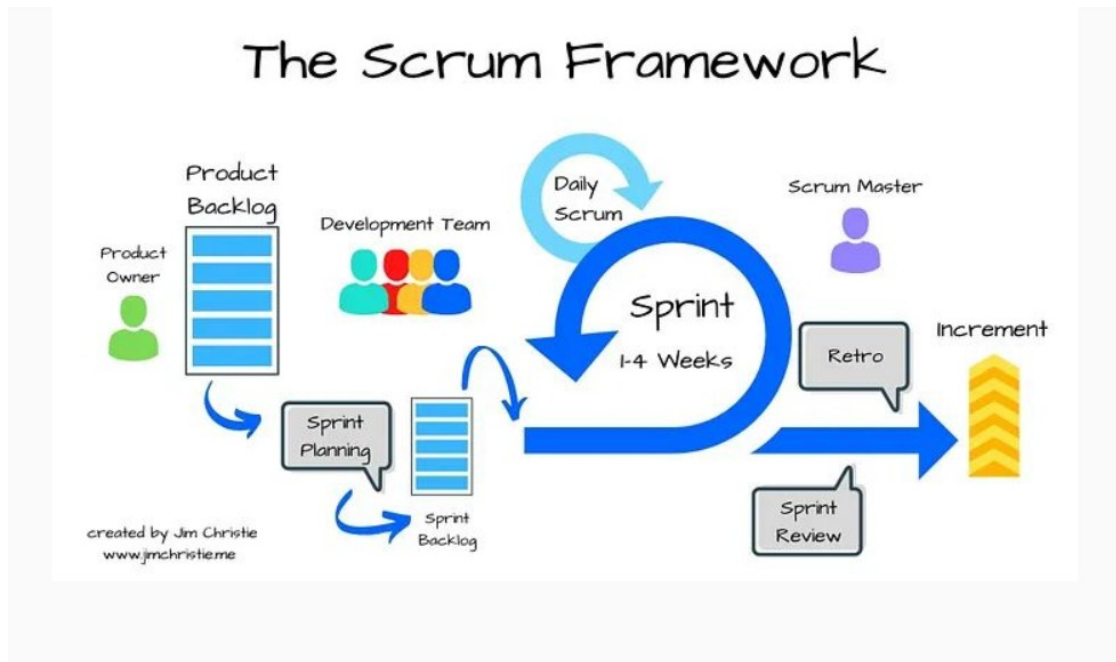 The Scrum Framework
Product
Backlog
Product
Owner
Development Team
Daily
Scrum
Scrum Master
Sprint
1-4 Weeks
Retro
Increment
Sprint
Planning
Sprint
Backlog
Sprint
Review
created by Jim Christie
www.jimchristie.me